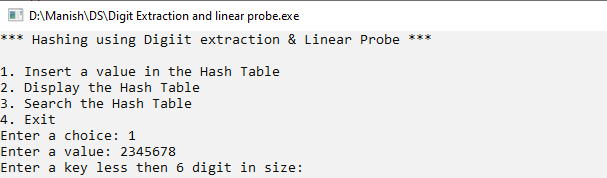 D:\Manish\DS\Digit Extraction and linear probe.exe
*** Hashing using Digiit extraction & Linear Probe ***
1. Insert a value in the Hash Table
2. Display the Hash Table
3. Search the Hash Table
4. Exit
Enter a choice: 1
Enter a value: 2345678
Enter a key less then 6 digit in size: